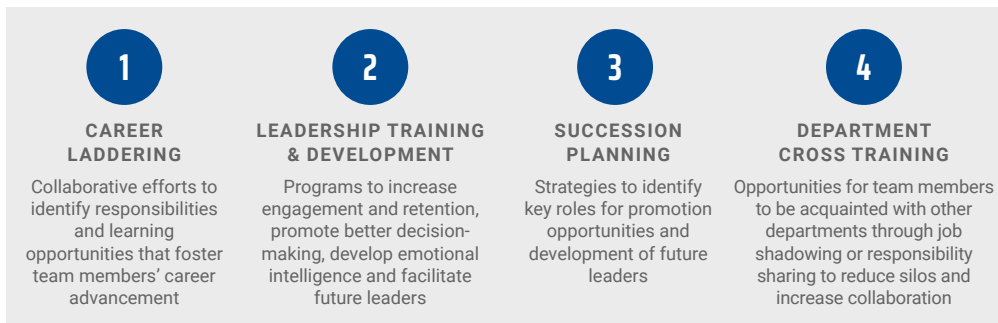 1
CAREER
LADDERING
Collaborative efforts to
identify responsibilities
and learning
opportunities that foster
team members’ career
advancement
2
LEADERSHIP TRAINING
& DEVELOPMENT
Programs to increase
engagement and retention,
promote better decision-
making, develop emotional
intelligence and facilitate
future leaders
3
SUCCESSION
PLANNING
Strategies to identify
key roles for promotion
opportunities and
development of future
leaders
4
DEPARTMENT
CROSS TRAINING
Opportunities for team members
to be acquainted with other
departments through job
shadowing or responsibility
sharing to reduce silos and
increase collaboration